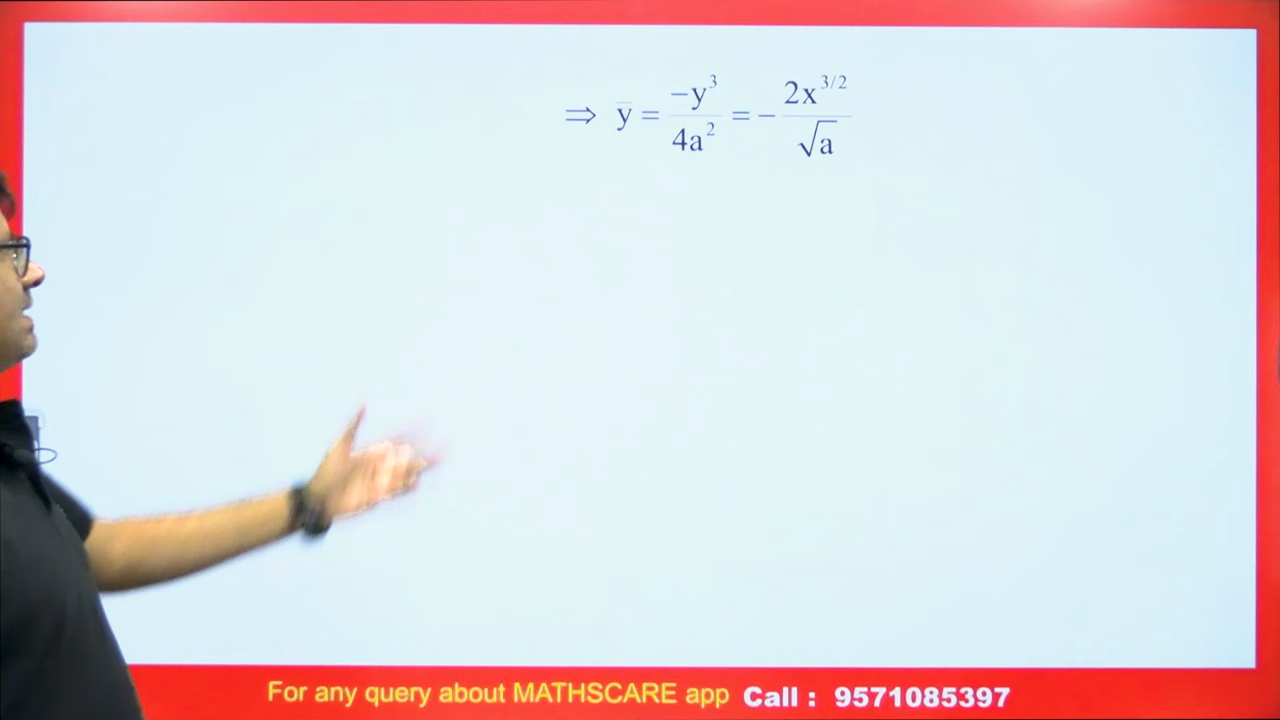 ⇒ ȳ = -y³/4a² = - 2x^{3/2}/√a
For any query about MATHSCARE app Call : 9571085397